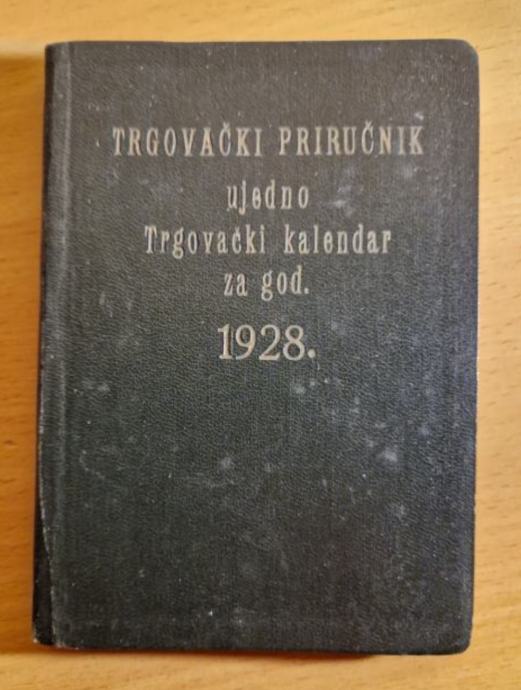 TRGOVAČKI PRIRUČNIK
ujedno
Trgovački kalendar
za god.
1928.